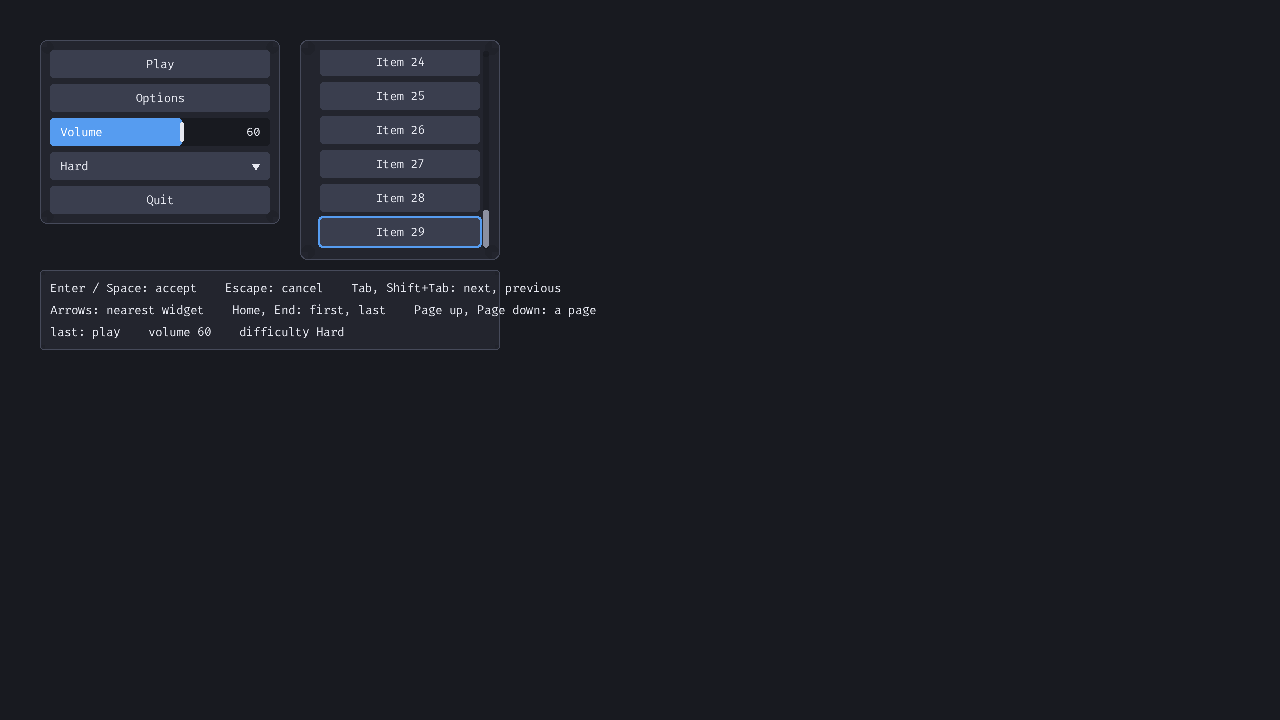 Play
Options
Volume 60
Hard
Quit
Item 24
Item 25
Item 26
Item 27
Item 28
Item 29
Enter / Space: accept    Escape: cancel    Tab, Shift+Tab: next, previous
Arrows: nearest widget    Home, End: first, last    Page up, Page down: a page
last: play    volume 60    difficulty Hard